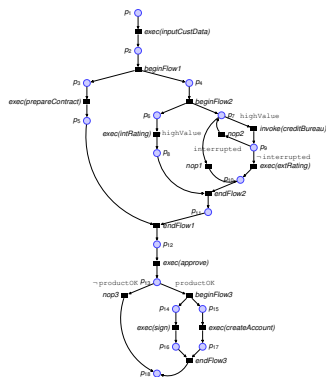 p1
exec(inputCustData)
p2
beginFlow1
p3
p4
exec(prepareContract)
beginFlow2
p5
p6
p7
highValue
exec(intRating)
highValue
nop2
invoke(creditBureau)
p8
interrupted
p9
¬interrupted
nop1
exec(extRating)
p10
endFlow2
p11
endFlow1
p12
exec(approve)
¬productOK
p13
productOK
nop3
beginFlow3
p14
p15
exec(sign)
exec(createAccount)
p16
p17
endFlow3
p18